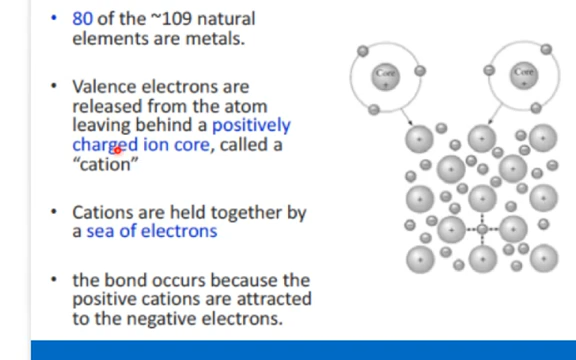 • 80 of the ~109 natural
elements are metals.
• Valence electrons are
released from the atom
leaving behind a positively
charged ion core, called a
“cation”
• Cations are held together by
a sea of electrons
• the bond occurs because the
positive cations are attracted
to the negative electrons.
Core
+
Core
+
+ + +
+ +
+ + +
+ +
+ + +